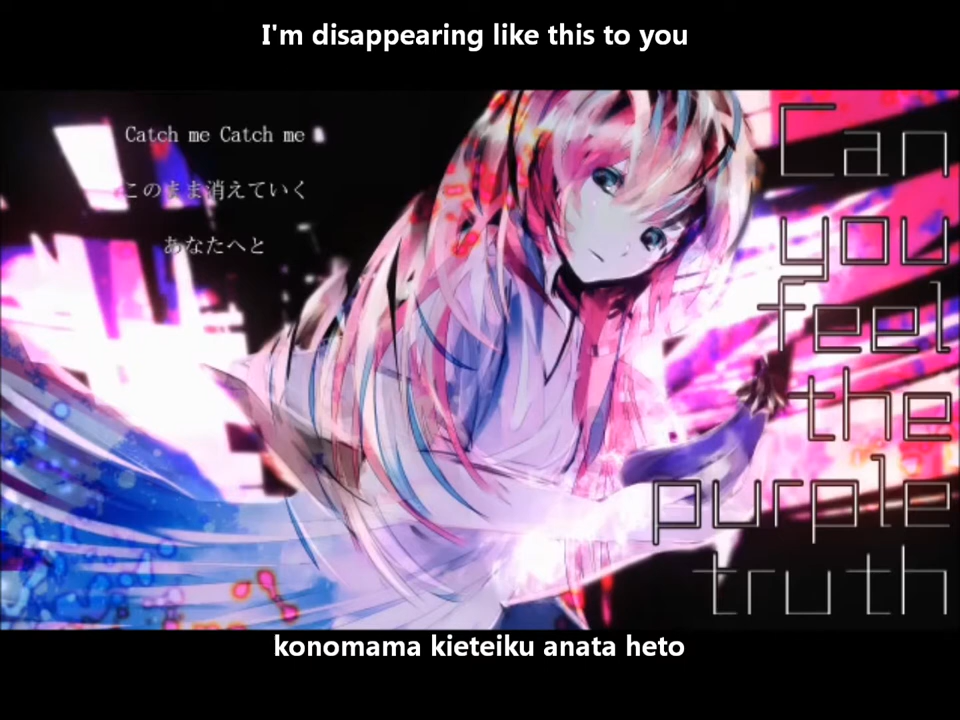 I'm disappearing like this to you
Catch me Catch me
このまま消えていく
あなたへと
Can
you
feel
the
purple
truth
konomama kieteiku anata heto